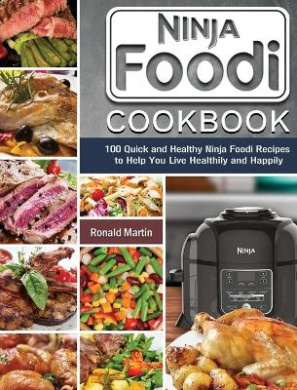 NINJA
Foodi
COOKBOOK
100 Quick and Healthy Ninja Foodi Recipes
to Help You Live Healthily and Happily
Ronald Martin
NINJA